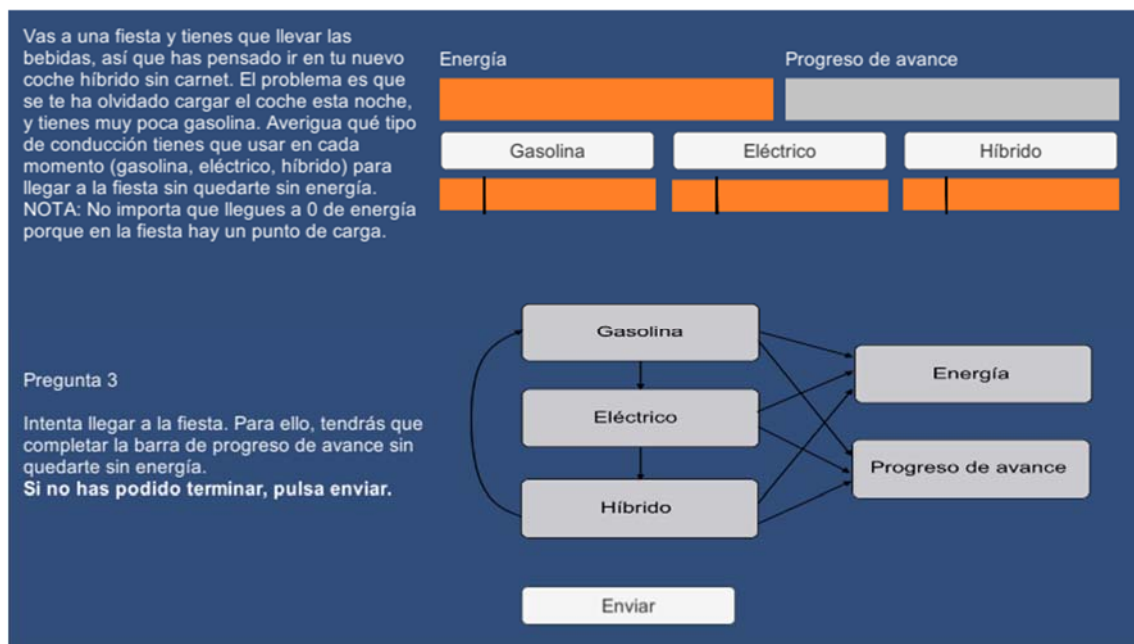 Vas a una fiesta y tienes que llevar las
bebidas, así que has pensado ir en tu nuevo
coche híbrido sin carnet. El problema es que
se te ha olvidado cargar el coche esta noche,
y tienes muy poca gasolina. Averigua qué tipo
de conducción tienes que usar en cada
momento (gasolina, eléctrico, híbrido) para
llegar a la fiesta sin quedarte sin energía.
NOTA: No importa que llegues a 0 de energía
porque en la fiesta hay un punto de carga.
Energía
Progreso de avance
Gasolina
Eléctrico
Híbrido
Pregunta 3
Intenta llegar a la fiesta. Para ello, tendrás que
completar la barra de progreso de avance sin
quedarte sin energía.
Si no has podido terminar, pulsa enviar.
Gasolina
Eléctrico
Híbrido
Energía
Progreso de avance
Enviar